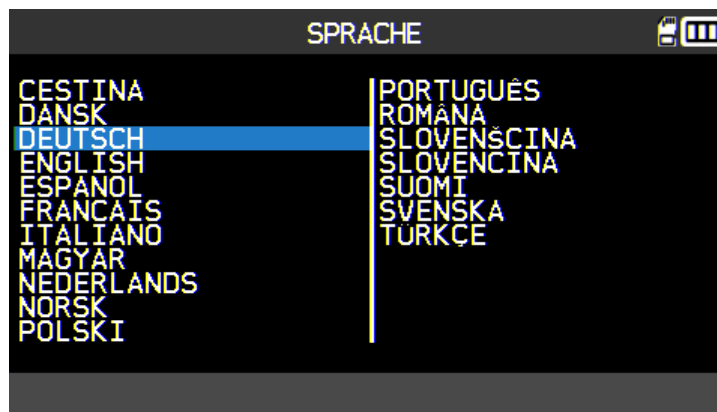 SPRACHE
CESTINA
DANSK
DEUTSCH
ENGLISH
ESPANOL
FRANCAIS
ITALIANO
MAGYAR
NEDERLANDS
NORSK
POLSKI
PORTUGUÊS
ROMÂNA
SLOVENŠCINA
SLOVENCINA
SUOMI
SVENSKA
TÜRKÇE